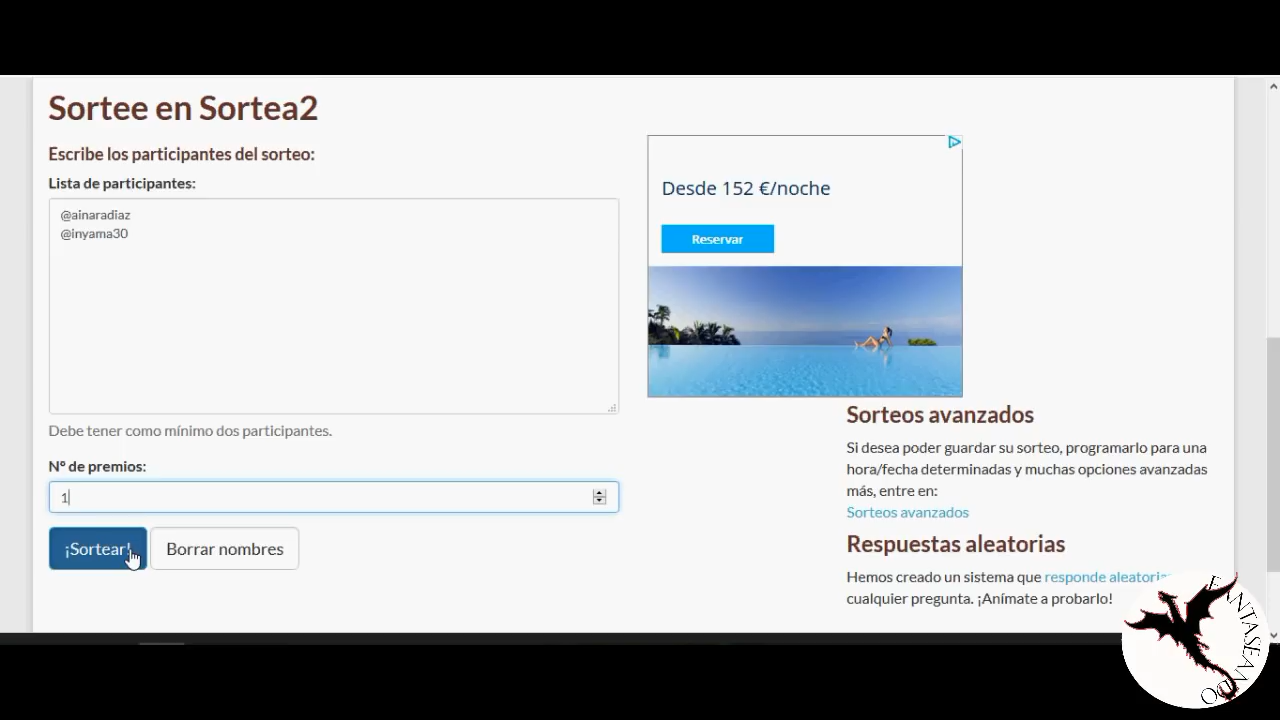 Sortee en Sortea2
Escribe los participantes del sorteo:
Lista de participantes:
@ainaradiaz
@inyama30
Debe tener como mínimo dos participantes.
Nº de premios:
1
¡Sortear!
Borrar nombres
Desde 152 €/noche
Reservar
Sorteos avanzados
Si desea poder guardar su sorteo, programarlo para una
hora/fecha determinadas y muchas opciones avanzadas
más, entre en:
Sorteos avanzados
Respuestas aleatorias
Hemos creado un sistema que responde
cualquier pregunta. ¡Anímate a probarlo!
FANTASEANDO